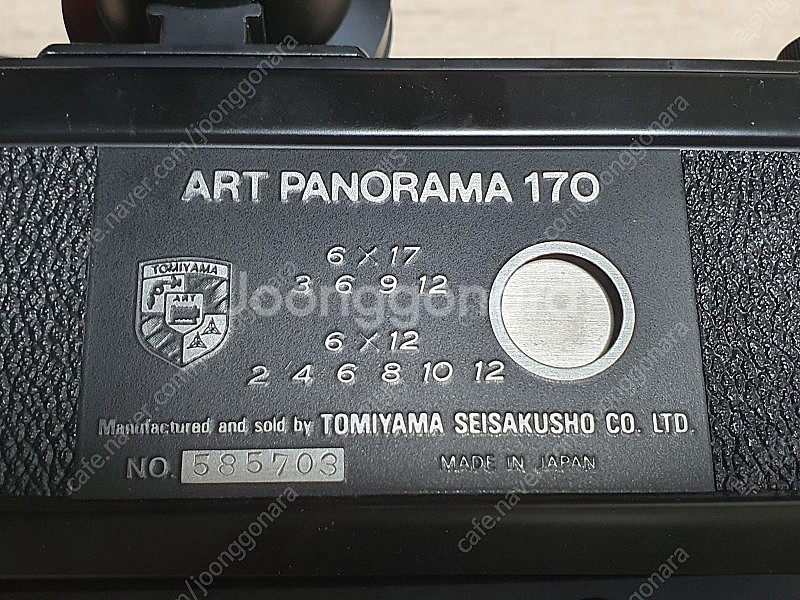 ART PANORAMA 170
6×17
3 6 9 12
TOMIYAMA
ART
6×12
2 4 6 8 10 12
Manufactured and sold by TOMIYAMA SEISAKUSHO CO. LTD.
NO. 585703
MADE IN JAPAN
Joonggonara
cafe.naver.com/joonggonara